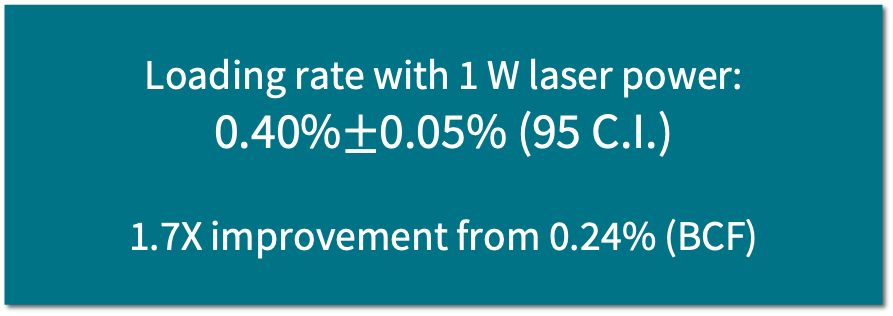 Loading rate with 1 W laser power:
0.40%±0.05% (95 C.I.)
1.7X improvement from 0.24% (BCF)